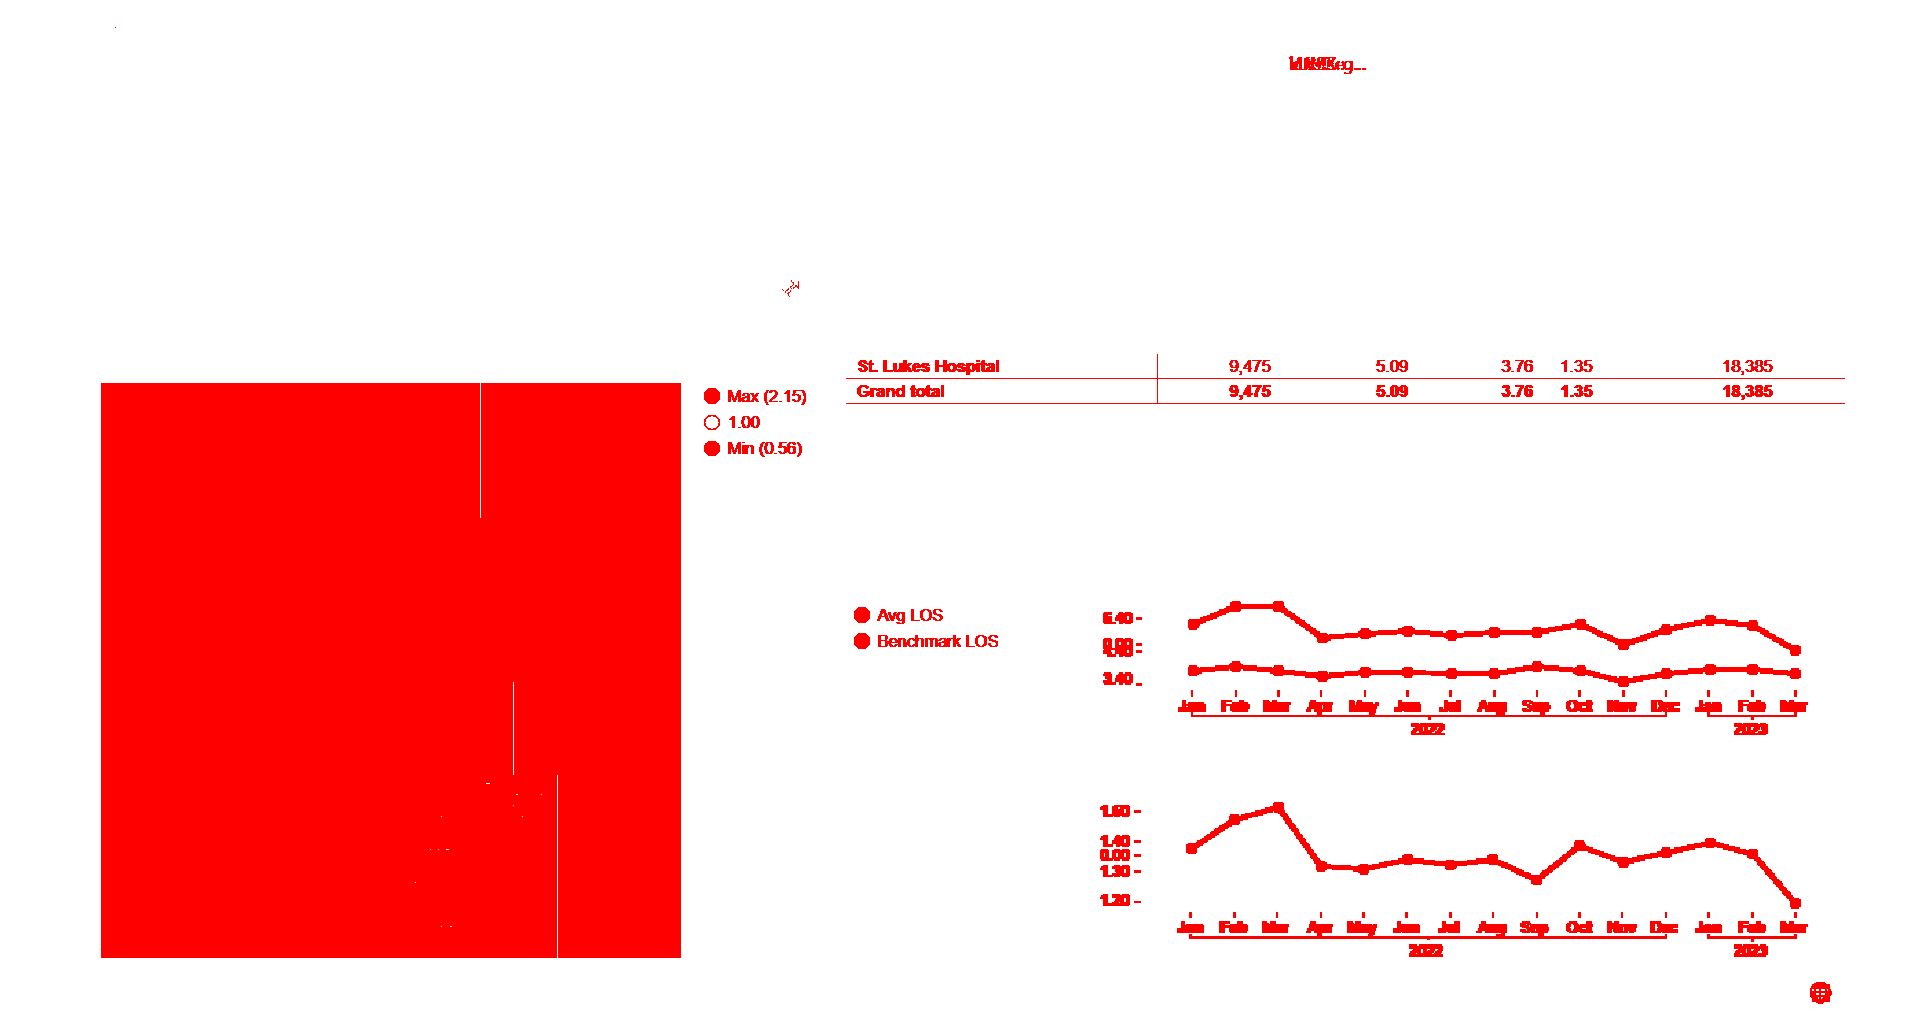 Max (2.15)
1.00
Min (0.56)
St. Lukes Hospital 9,475 5.09 3.76 1.35 18,385
Grand total 9,475 5.09 3.76 1.35 18,385
Avg LOS
Benchmark LOS
3.40
Jan Feb Mar Apr May Jun Jul Aug Sep Oct Nov Dec Jan Feb Mar
2022
1.40
0.00
1.30
1.20
Jan Feb Mar Apr May Jun Jul Aug Sep Oct Nov Dec Jan Feb Mar
2022